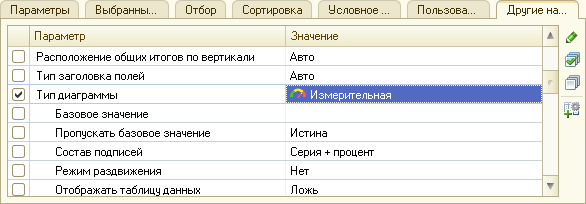 Параметры Выбранны... Отбор Сортировка Условное ... Пользова... Другие на...
Параметр Значение
Расположение общих итогов по вертикали Авто
Тип заголовка полей Авто
Тип диаграммы Измерительная
Базовое значение
Пропускать базовое значение Истина
Состав подписей Серия + процент
Режим раздвижения Нет
Отображать таблицу данных Ложь